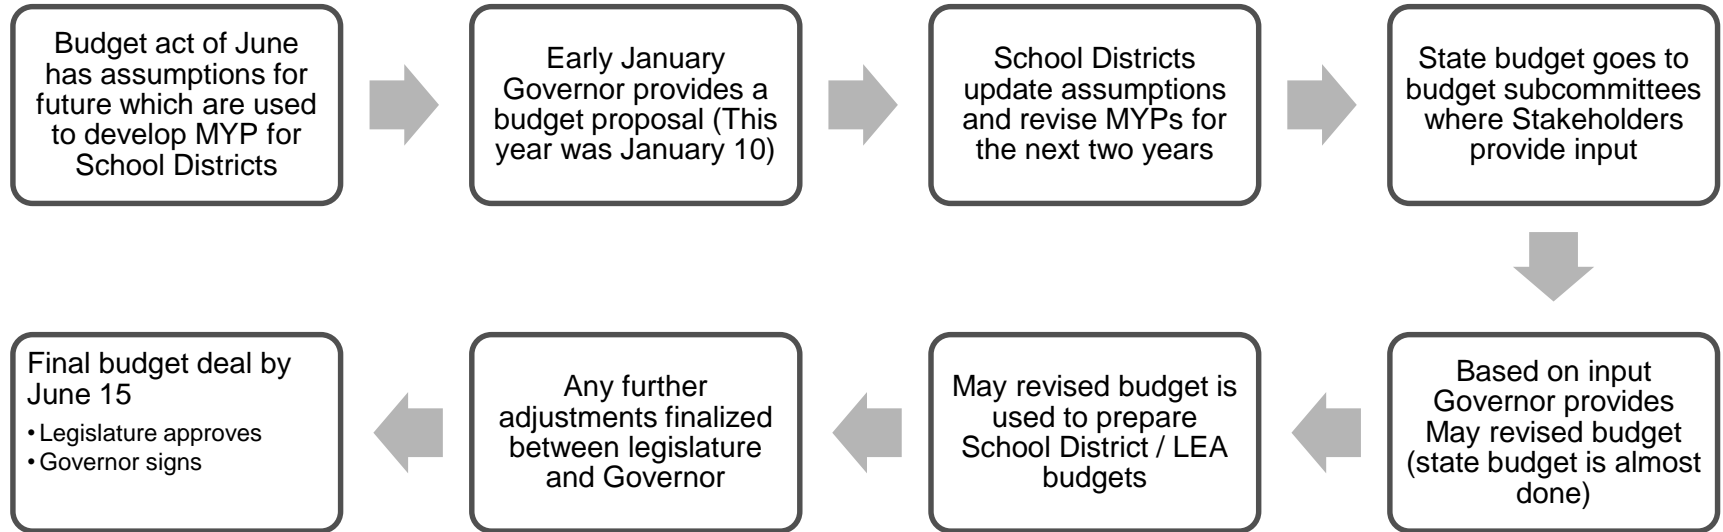 Budget act of June
has assumptions for
future which are used
to develop MYP for
School Districts
Early January
Governor provides a
budget proposal (This
year was January 10)
School Districts
update assumptions
and revise MYPs for
the next two years
State budget goes to
budget subcommittees
where Stakeholders
provide input
Based on input
Governor provides
May revised budget
(state budget is almost
done)
May revised budget is
used to prepare
School District / LEA
budgets
Any further
adjustments finalized
between legislature
and Governor
Final budget deal by
June 15
• Legislature approves
• Governor signs